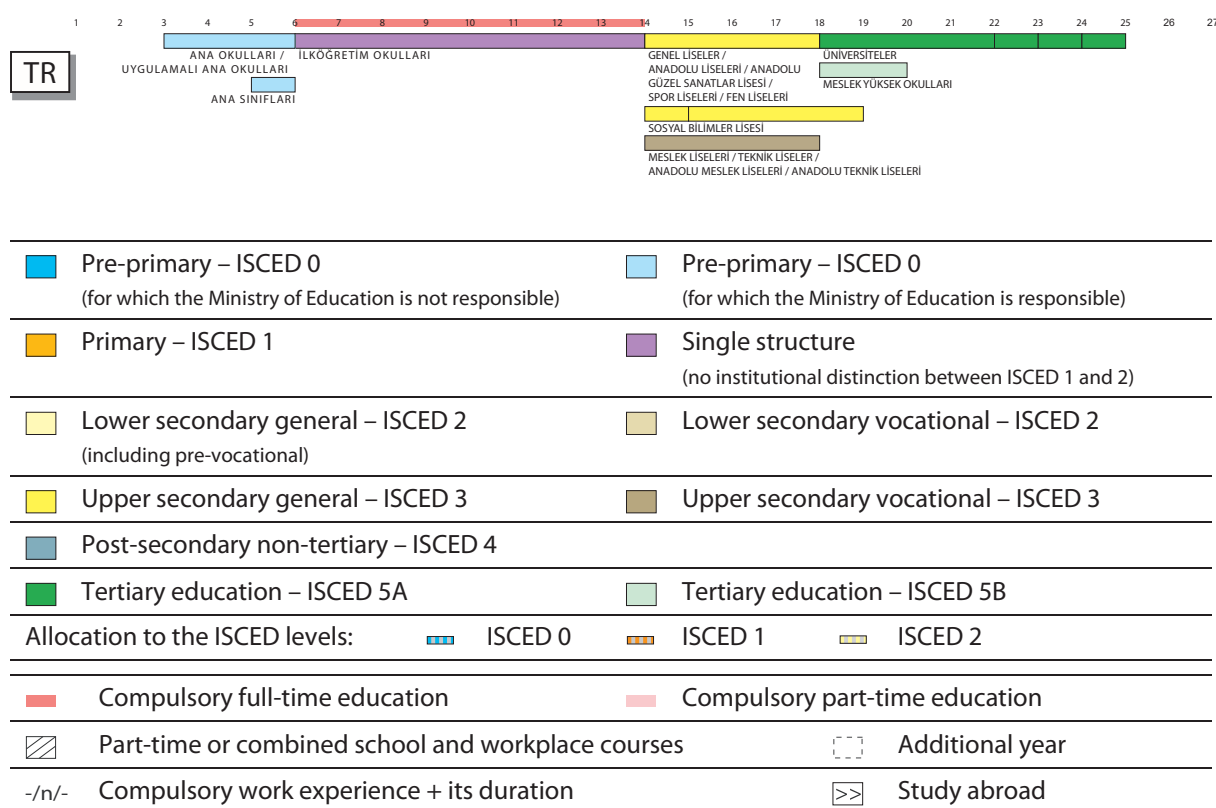 1 2 3 4 5 6 7 8 9 10 11 12 13 14 15 16 17 18 19 20 21 22 23 24 25 26 27
TR
ANA OKULLARI /
UYGULAMALI ANA OKULLARI
ANA SINIFLARI
İLKÖĞRETİM OKULLARI
GENEL LİSELER /
ANADOLU LİSELERİ / ANADOLU
GÜZEL SANATLAR LİSESİ /
SPOR LİSELERİ / FEN LİSELERİ
SOSYAL BİLİMLER LİSESİ
MESLEK LİSELERİ / TEKNİK LİSELER /
ANADOLU MESLEK LİSELERİ / ANADOLU TEKNİK LİSELERİ
ÜNİVERSİTELER
MESLEK YÜKSEK OKULLARI
Pre-primary – ISCED 0
(for which the Ministry of Education is not responsible)
Pre-primary – ISCED 0
(for which the Ministry of Education is responsible)
Primary – ISCED 1
Single structure
(no institutional distinction between ISCED 1 and 2)
Lower secondary general – ISCED 2
(including pre-vocational)
Lower secondary vocational – ISCED 2
Upper secondary general – ISCED 3
Upper secondary vocational – ISCED 3
Post-secondary non-tertiary – ISCED 4
Tertiary education – ISCED 5A
Tertiary education – ISCED 5B
Allocation to the ISCED levels: ISCED 0 ISCED 1 ISCED 2
Compulsory full-time education
Compulsory part-time education
Part-time or combined school and workplace courses
Additional year
-/n/- Compulsory work experience + its duration
>> Study abroad